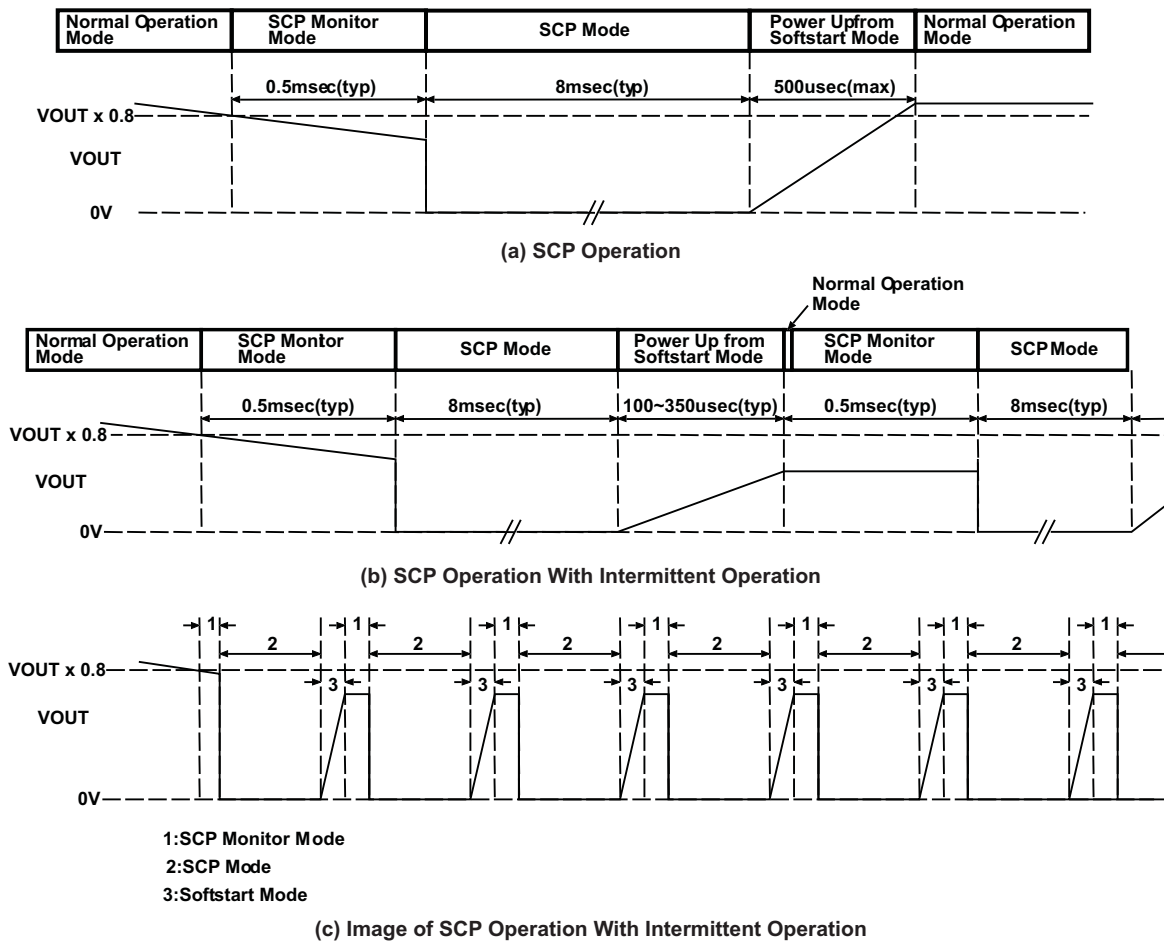 Normal Operation
Mode
SCP Monitor
Mode
SCP Mode
Power Upfrom
Softstart Mode
Normal Operation
Mode
0.5msec(typ)
8msec(typ)
500usec(max)
VOUT x 0.8
VOUT
0V
(a) SCP Operation
Normal Operation
Mode
Normal Operation
Mode
SCP Monitor
Mode
SCP Mode
Power Up from
Softstart Mode
SCP Monitor
Mode
SCPMode
0.5msec(typ)
8msec(typ)
100~350usec(typ)
0.5msec(typ)
8msec(typ)
VOUT x 0.8
VOUT
0V
(b) SCP Operation With Intermittent Operation
1
1
1
1
1
1
1
2
2
2
2
2
2
VOUT x 0.8
3
3
3
3
3
3
VOUT
0V
1:SCP Monitor Mode
2:SCP Mode
3:Softstart Mode
(c) Image of SCP Operation With Intermittent Operation